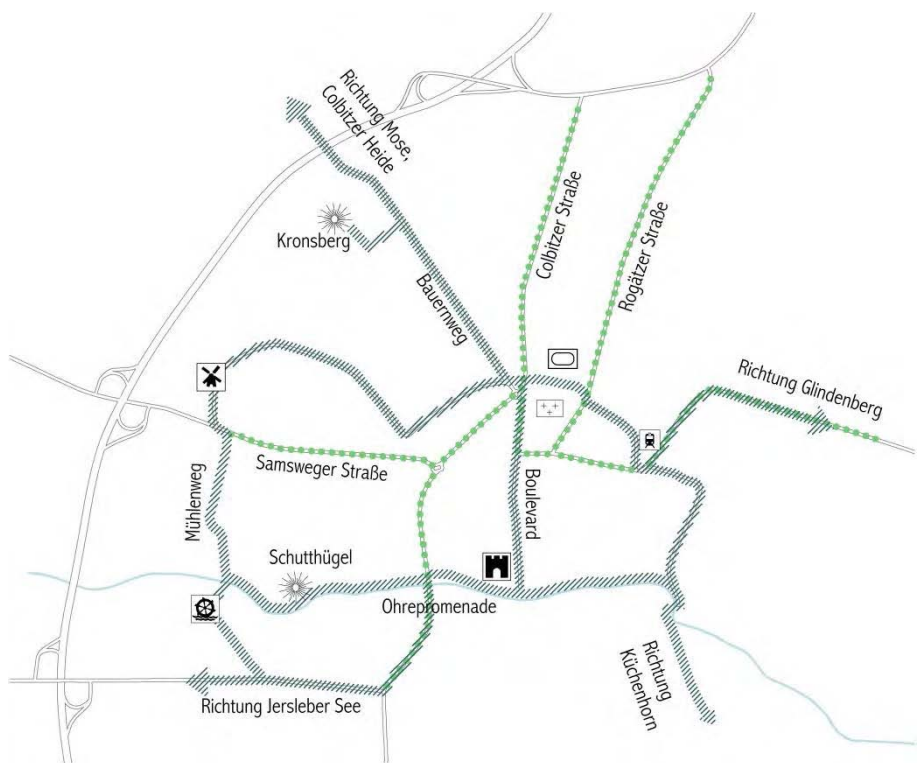 Richtung Mose,
Colbitzer Heide
Kronsberg
Bauernweg
Colbitzer Straße
Rogätzer Straße
Richtung Glindenberg
Samsweger Straße
Mühlenweg
Boulevard
Schutthügel
Ohrepromenade
Richtung
Küchenhorn
Richtung Jersleber See